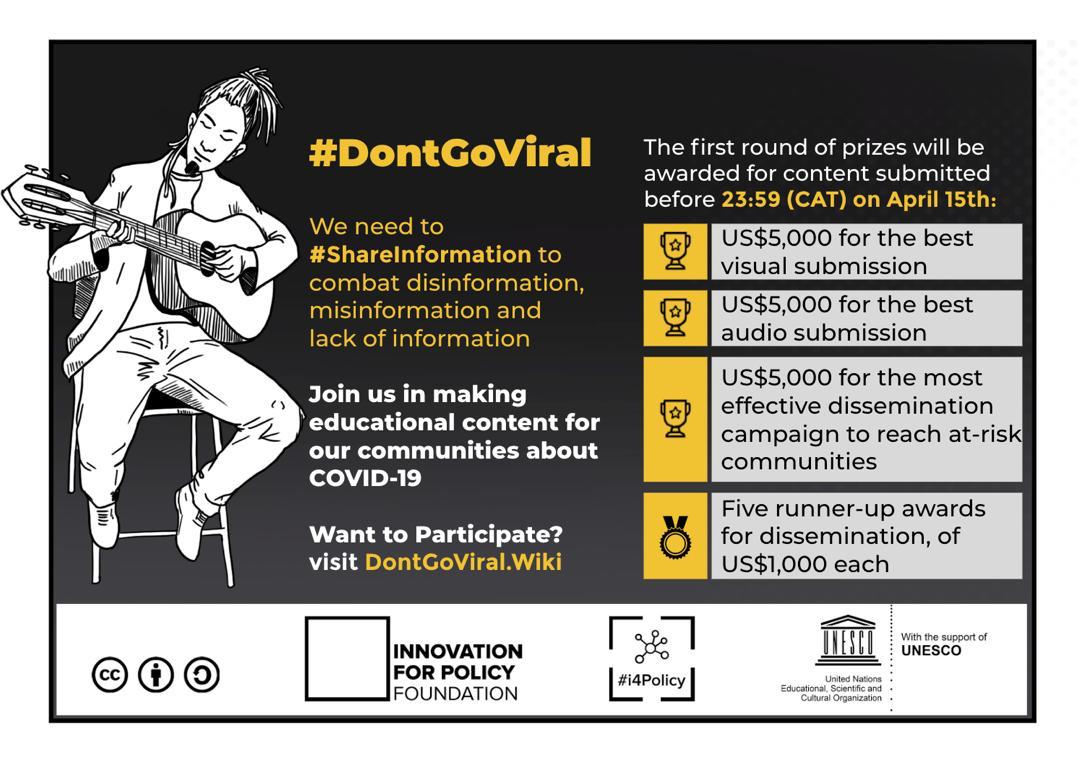 #DontGoViral
We need to
#ShareInformation to
combat disinformation,
misinformation and
lack of information
Join us in making
educational content for
our communities about
COVID-19
Want to Participate?
visit DontGoViral.Wiki
The first round of prizes will be
awarded for content submitted
before 23:59 (CAT) on April 15th:
US$5,000 for the best
visual submission
US$5,000 for the best
audio submission
US$5,000 for the most
effective dissemination
campaign to reach at-risk
communities
Five runner-up awards
for dissemination, of
US$1,000 each
cc
INNOVATION
FOR POLICY
FOUNDATION
#i4Policy
UNESCO
United Nations
Educational, Scientific and
Cultural Organization
With the support of
UNESCO